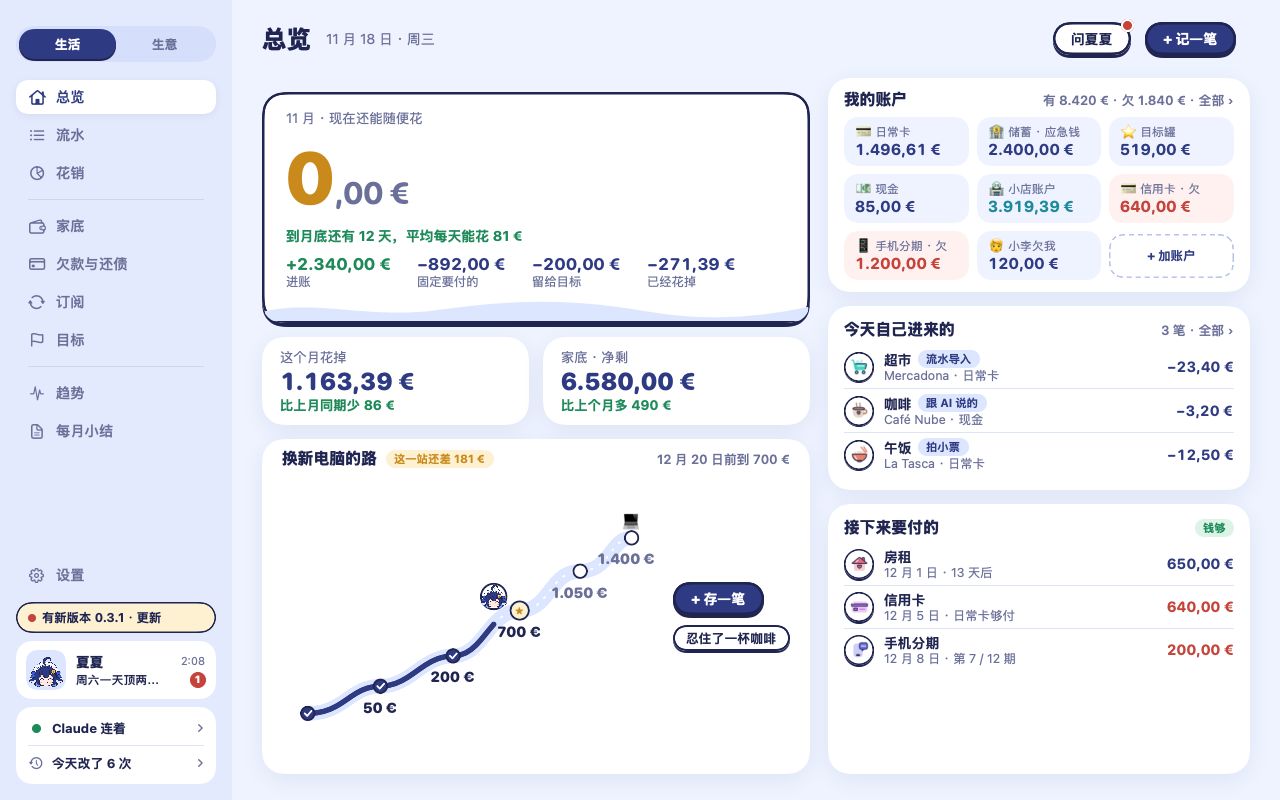 生活
生意
总览
流水
花销
家底
欠款与还债
订阅
目标
趋势
每月小结
设置
有新版本 0.3.1 · 更新
夏夏
2:08
周六一天顶两...
1
Claude 连着
今天改了 6 次
总览
11 月 18 日 · 周三
问夏夏
+ 记一笔
11 月 · 现在还能随便花
0,00 €
到月底还有 12 天，平均每天能花 81 €
+2.340,00 €
−892,00 €
−200,00 €
−271,39 €
进账
固定要付的
留给目标
已经花掉
这个月花掉
1.163,39 €
比上月同期少 86 €
家底 · 净剩
6.580,00 €
比上个月多 490 €
换新电脑的路
这一站还差 181 €
12 月 20 日前到 700 €
1.400 €
1.050 €
700 €
200 €
50 €
+ 存一笔
忍住了一杯咖啡
我的账户
有 8.420 € · 欠 1.840 € · 全部 ›
日常卡
1.496,61 €
储蓄 · 应急钱
2.400,00 €
目标罐
519,00 €
现金
85,00 €
小店账户
3.919,39 €
信用卡 · 欠
640,00 €
手机分期 · 欠
1.200,00 €
小李欠我
120,00 €
+ 加账户
今天自己进来的
3 笔 · 全部 ›
超市
流水导入
Mercadona · 日常卡
−23,40 €
咖啡
跟 AI 说的
Café Nube · 现金
−3,20 €
午饭
拍小票
La Tasca · 日常卡
−12,50 €
接下来要付的
钱够
房租
12 月 1 日 · 13 天后
650,00 €
信用卡
12 月 5 日 · 日常卡够付
640,00 €
手机分期
12 月 8 日 · 第 7 / 12 期
200,00 €